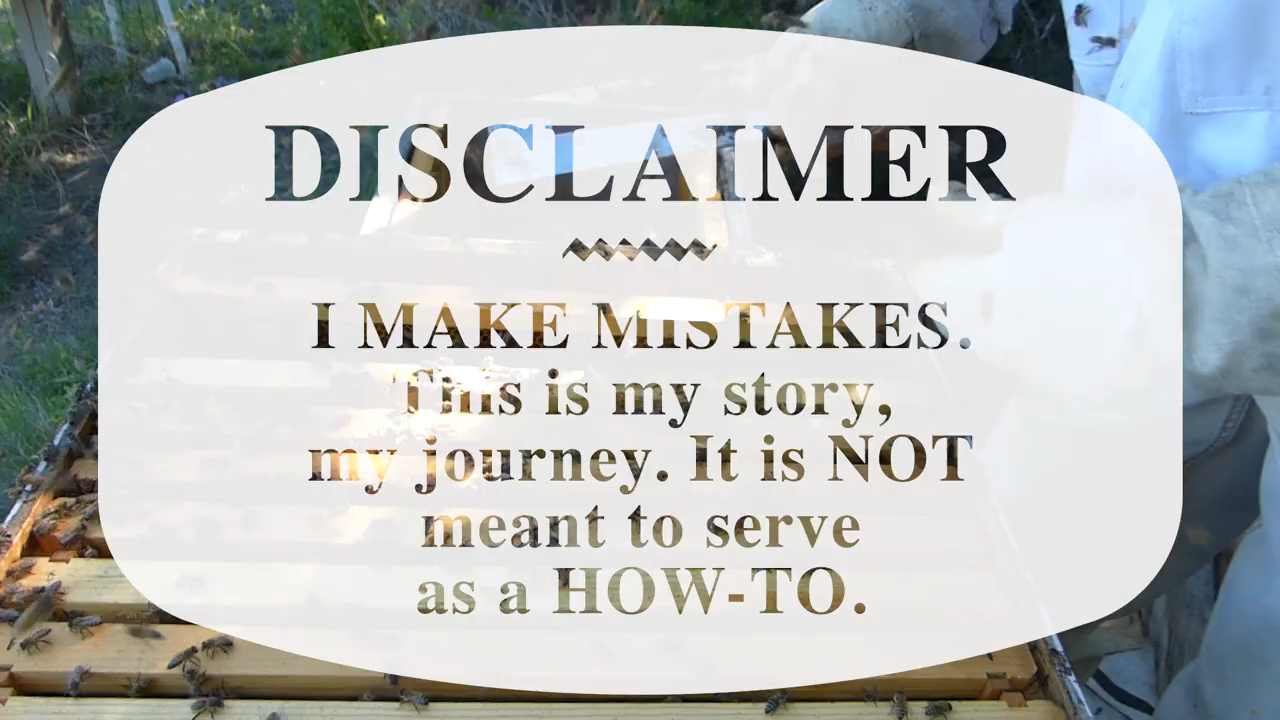 DISCLAIMER
I MAKE MISTAKES.
This is my story,
my journey. It is NOT
meant to serve
as a HOW-TO.